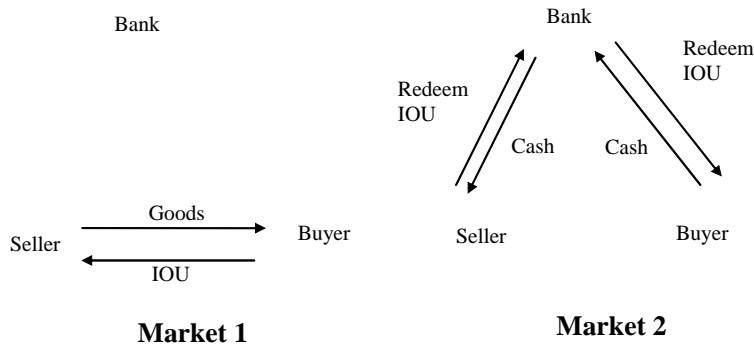 Bank
Goods
Seller
Buyer
IOU
Market 1
Bank
Redeem
IOU
Redeem
IOU
Cash
Cash
Seller
Buyer
Market 2